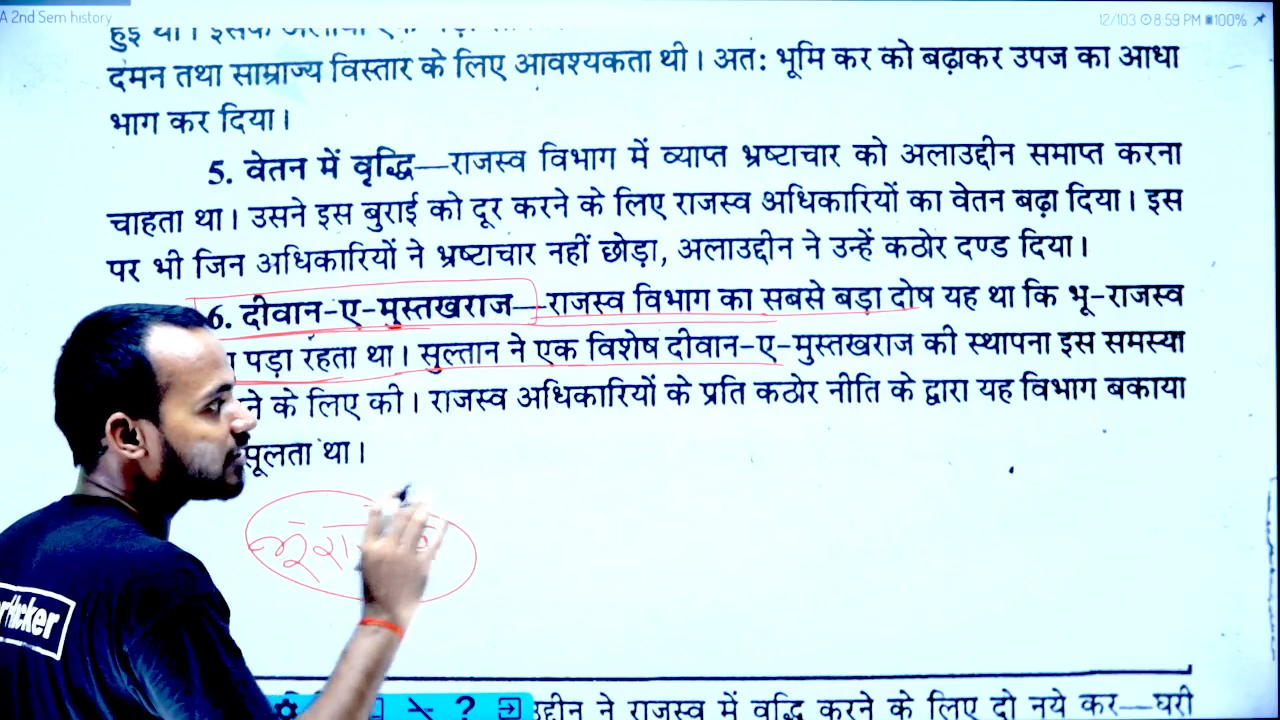 A 2nd Sem history
12/103 8:59 PM 100%
दमन तथा साम्राज्य विस्तार के लिए आवश्यकता थी। अतः भूमि कर को बढ़ाकर उपज का आधा
भाग कर दिया।
5. वेतन में वृद्धि—राजस्व विभाग में व्याप्त भ्रष्टाचार को अलाउद्दीन समाप्त करना
चाहता था। उसने इस बुराई को दूर करने के लिए राजस्व अधिकारियों का वेतन बढ़ा दिया। इस
पर भी जिन अधिकारियों ने भ्रष्टाचार नहीं छोड़ा, अलाउद्दीन ने उन्हें कठोर दण्ड दिया।
6. दीवान-ए-मुस्तखराज—राजस्व विभाग का सबसे बड़ा दोष यह था कि भू-राजस्व
पड़ा रहता था। सुल्तान ने एक विशेष दीवान-ए-मुस्तखराज की स्थापना इस समस्या
ने के लिए की। राजस्व अधिकारियों के प्रति कठोर नीति के द्वारा यह विभाग बकाया
सूलता था।
उद्दीन ने राजस्व में वृद्धि करने के लिए दो नये कर—घरी